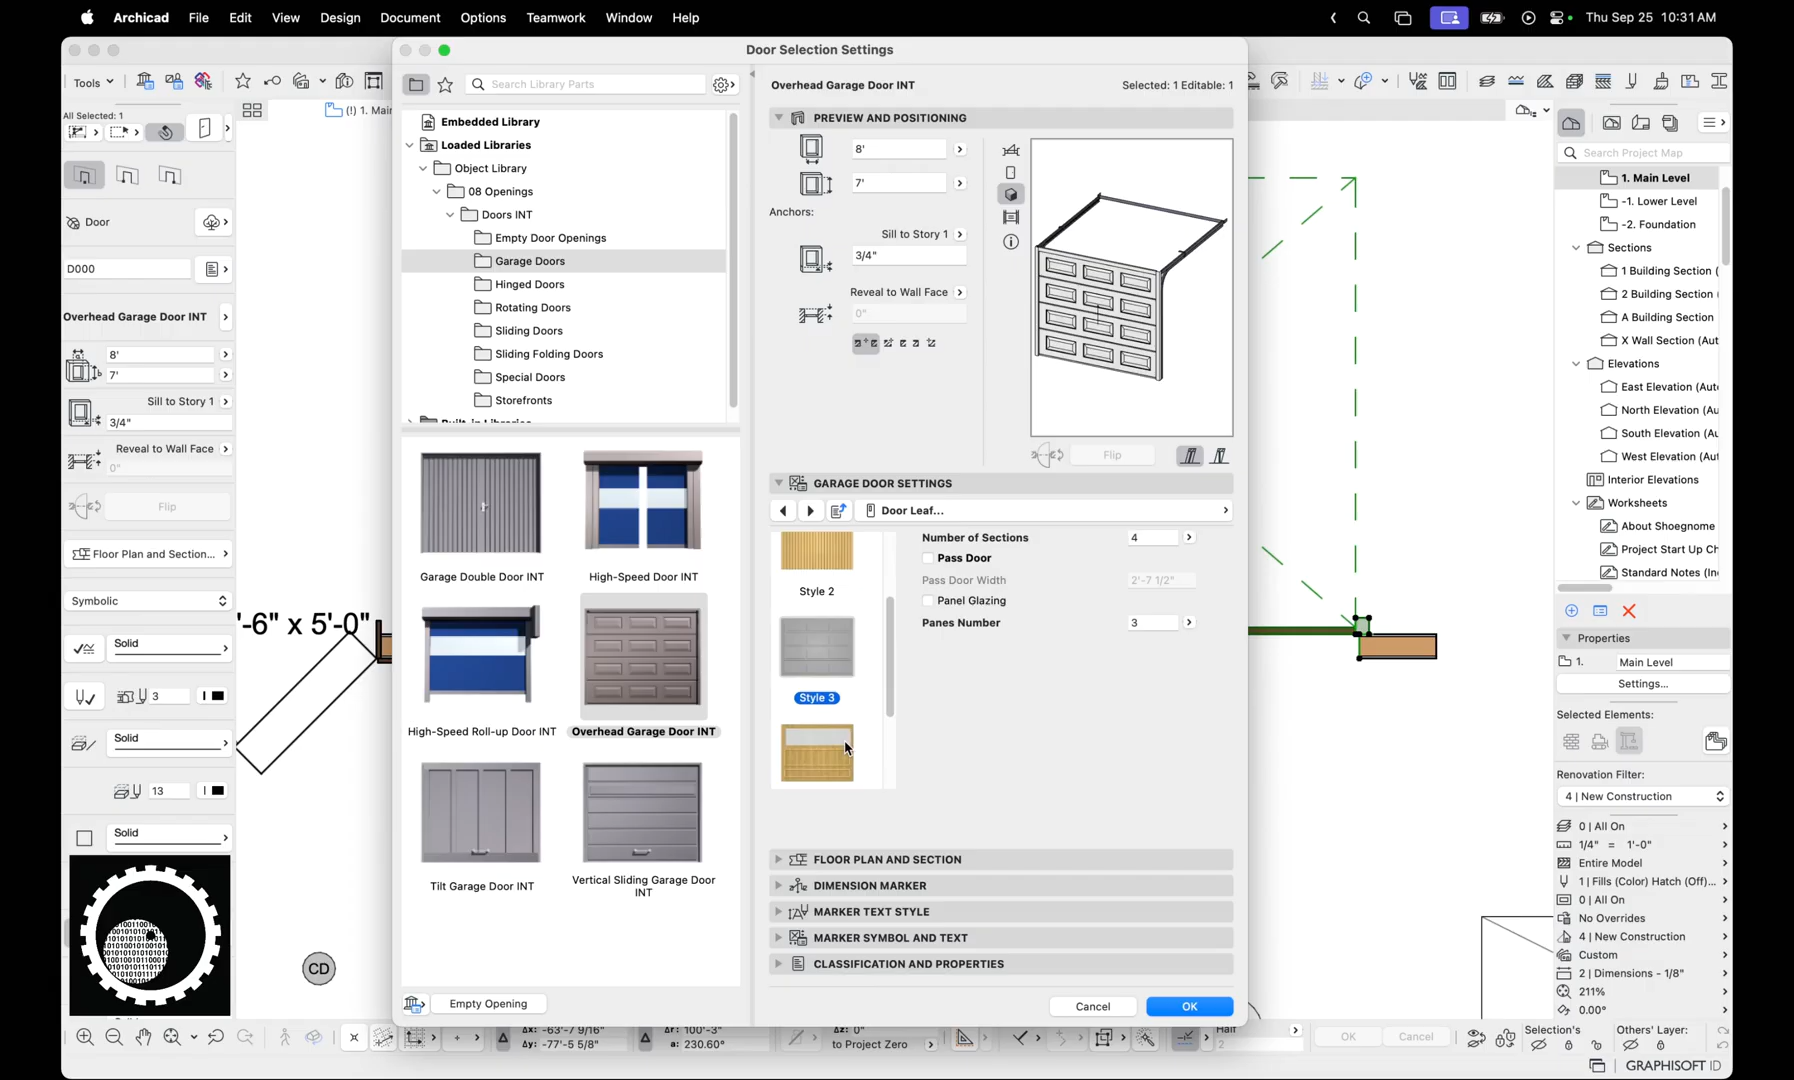 Archicad File Edit View Design Document Options Teamwork Window Help Thu Sep 25 10:31 AM
Door Selection Settings
Tools
Search Library Parts
Overhead Garage Door INT
Selected: 1 Editable: 1
(!) 1. Mair
All Selected: 1
Door
D000
Overhead Garage Door INT
8'
7'
Sill to Story 1
3/4"
Reveal to Wall Face
0"
Flip
Floor Plan and Section...
Symbolic
Solid
3
Solid
13
Solid
'-6" x 5'-0"
CD
Embedded Library
Loaded Libraries
Object Library
08 Openings
Doors INT
Empty Door Openings
Garage Doors
Hinged Doors
Rotating Doors
Sliding Doors
Sliding Folding Doors
Special Doors
Storefronts
Garage Double Door INT
High-Speed Door INT
High-Speed Roll-up Door INT
Overhead Garage Door INT
Tilt Garage Door INT
Vertical Sliding Garage Door
INT
Empty Opening
PREVIEW AND POSITIONING
8'
7'
Anchors:
Sill to Story 1
3/4"
Reveal to Wall Face
0"
Flip
GARAGE DOOR SETTINGS
Door Leaf...
Style 2
Style 3
Number of Sections 4
Pass Door
Pass Door Width 2'-7 1/2"
Panel Glazing
Panes Number 3
FLOOR PLAN AND SECTION
DIMENSION MARKER
MARKER TEXT STYLE
MARKER SYMBOL AND TEXT
CLASSIFICATION AND PROPERTIES
Cancel
OK
Search Project Map
1. Main Level
-1. Lower Level
-2. Foundation
Sections
1 Building Section (
2 Building Section
A Building Section
X Wall Section (Aut
Elevations
East Elevation (Aut
North Elevation (Au
South Elevation (Au
West Elevation (Aut
Interior Elevations
Worksheets
About Shoegnome
Project Start Up Ch
Standard Notes (In
Properties
1. Main Level
Settings...
Selected Elements:
Renovation Filter:
4 | New Construction
0 | All On
1/4" = 1'-0"
Entire Model
1 | Fills (Color) Hatch (Off)...
0 | All On
No Overrides
4 | New Construction
Custom
2 | Dimensions - 1/8"
211%
0.00°
Δx: -63'-7 9/16"
Δy: -77'-5 5/8"
Δr: 100'-3"
a: 230.60°
Δz: 0"
to Project Zero
Half
2
OK
Cancel
Selection's
Others' Layer:
GRAPHISOFT ID